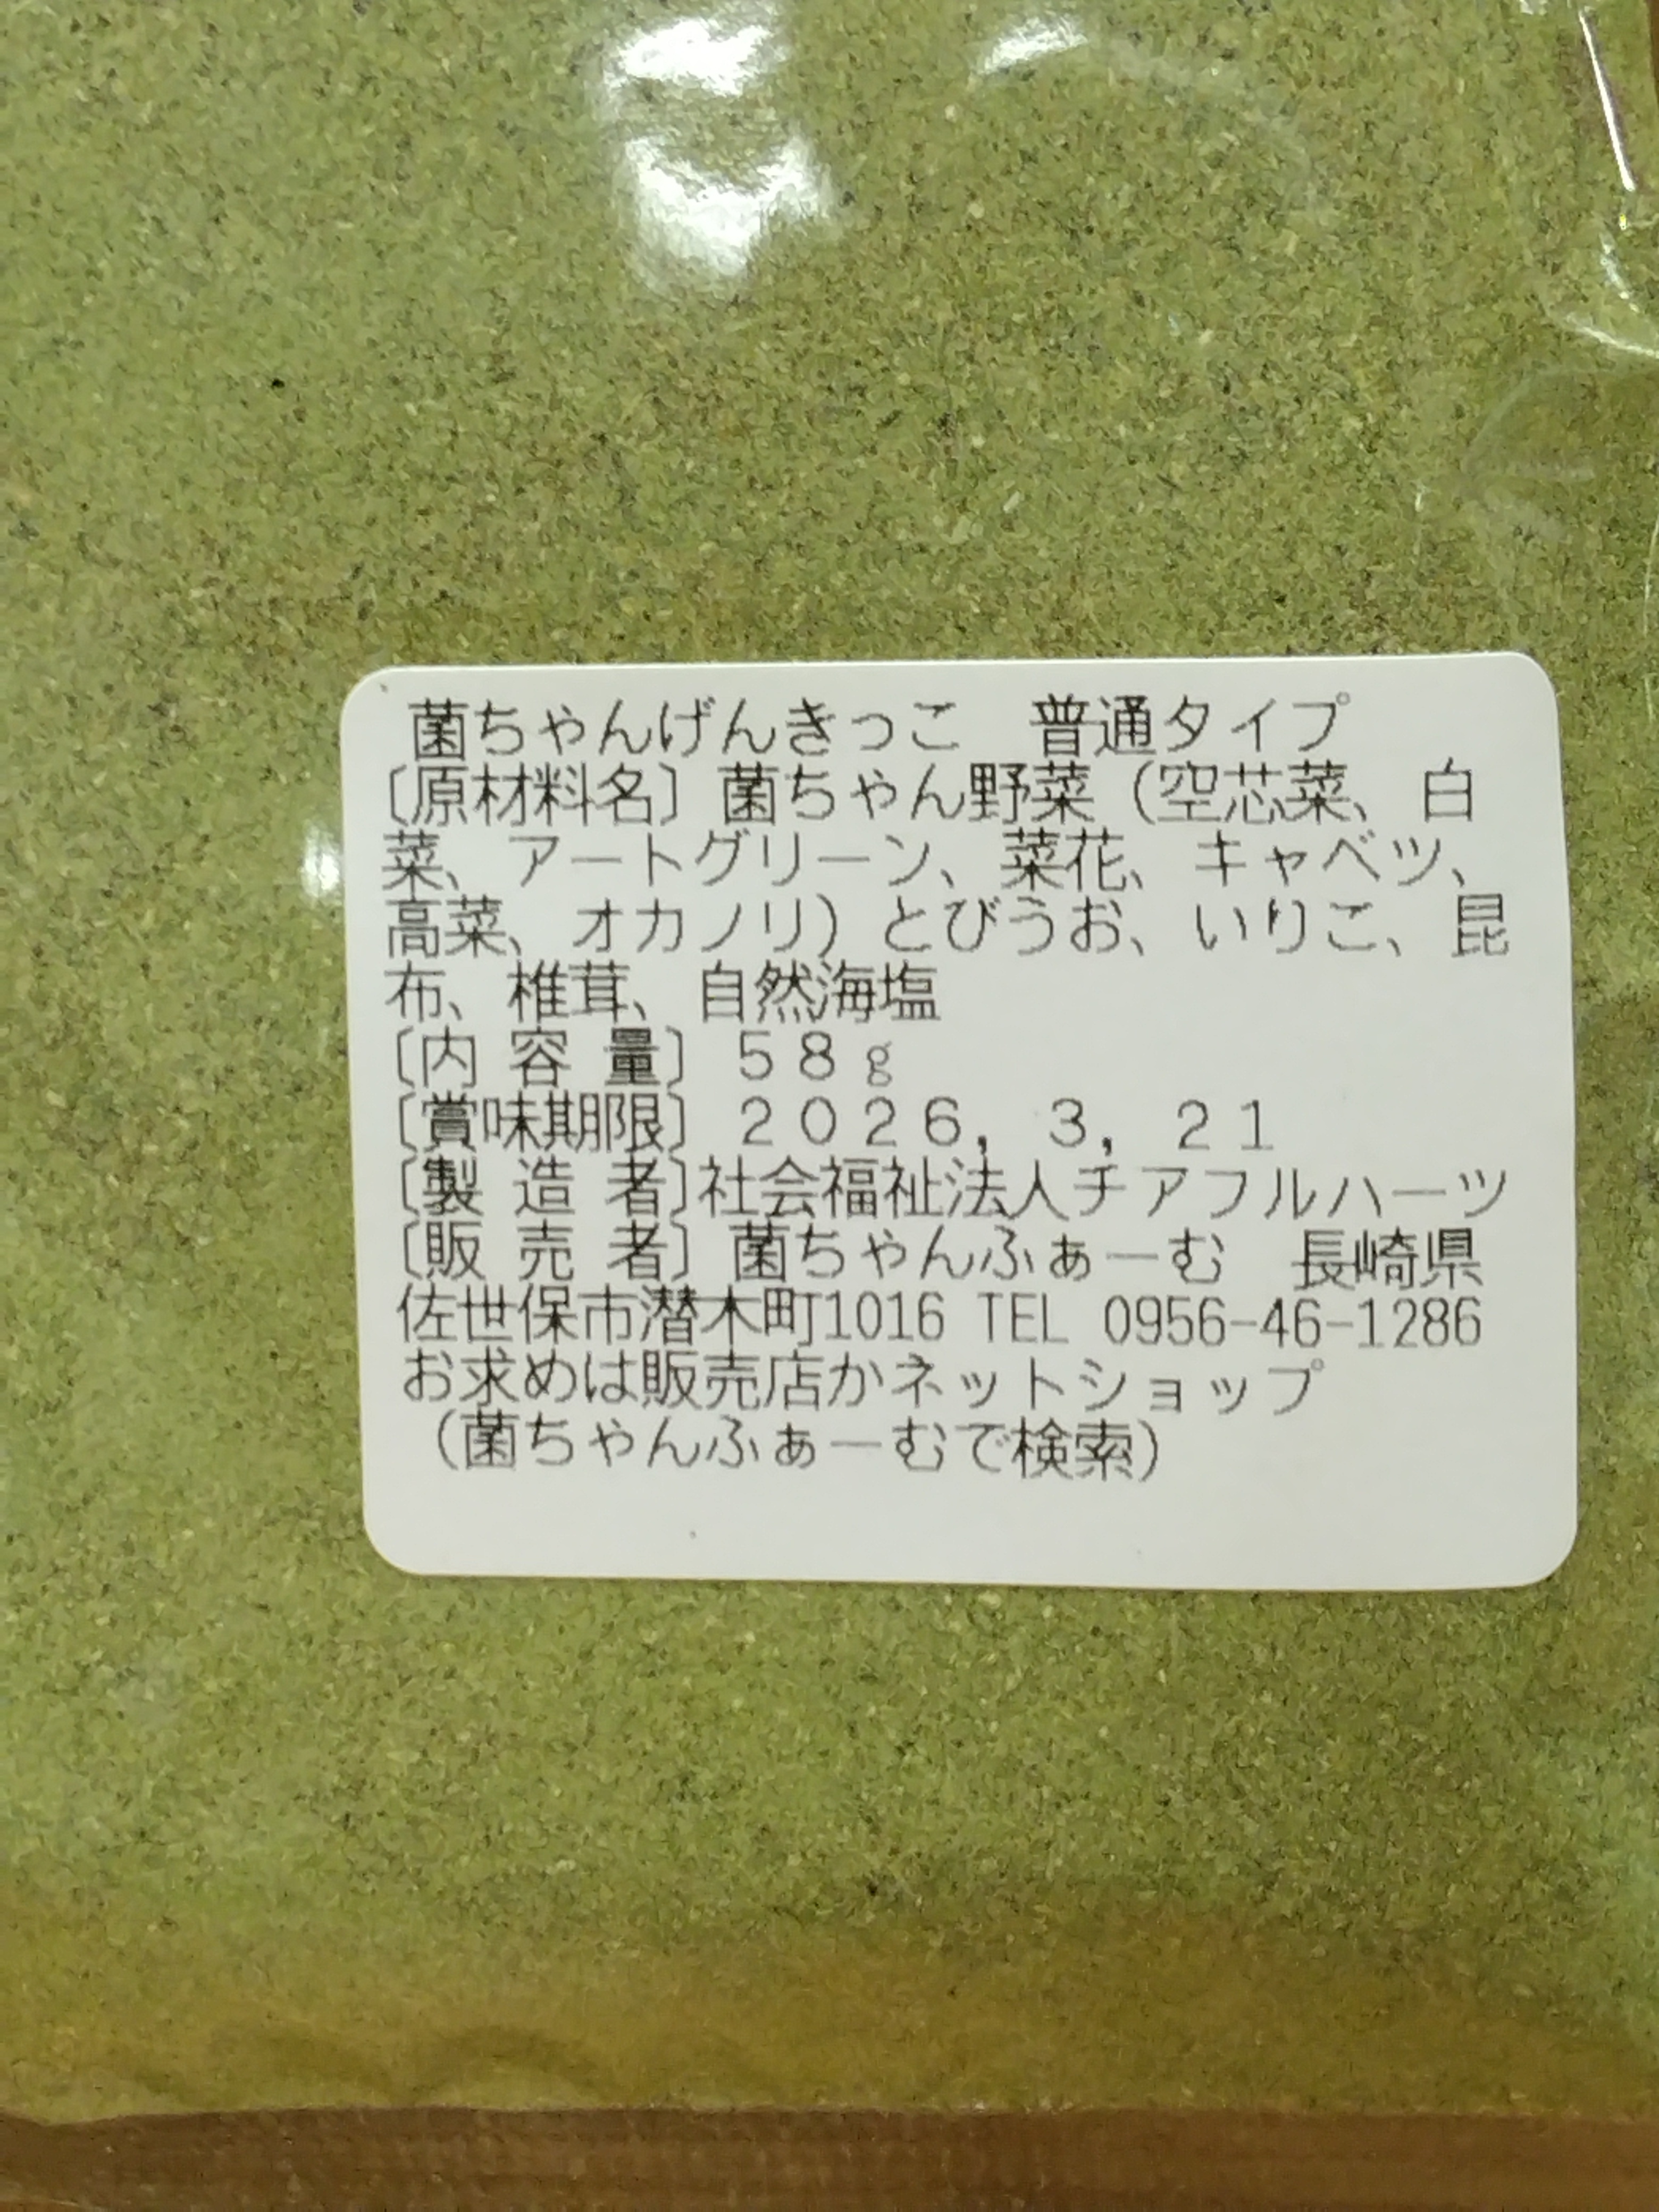 菌ちゃんげんきっこ　普通タイプ
〔原材料名〕菌ちゃん野菜（空芯菜、白
菜、アートグリーン、菜花、キャベツ、
高菜、オカノリ）とびうお、いりこ、昆
布、椎茸、自然海塩
〔内 容 量〕 ５８ｇ
〔賞味期限〕 ２０２６，３，２１
〔製 造 者〕社会福祉法人チアフルハーツ
〔販 売 者〕菌ちゃんふぁーむ　長崎県
佐世保市潜木町1016 TEL 0956-46-1286
お求めは販売店かネットショップ
（菌ちゃんふぁーむで検索）